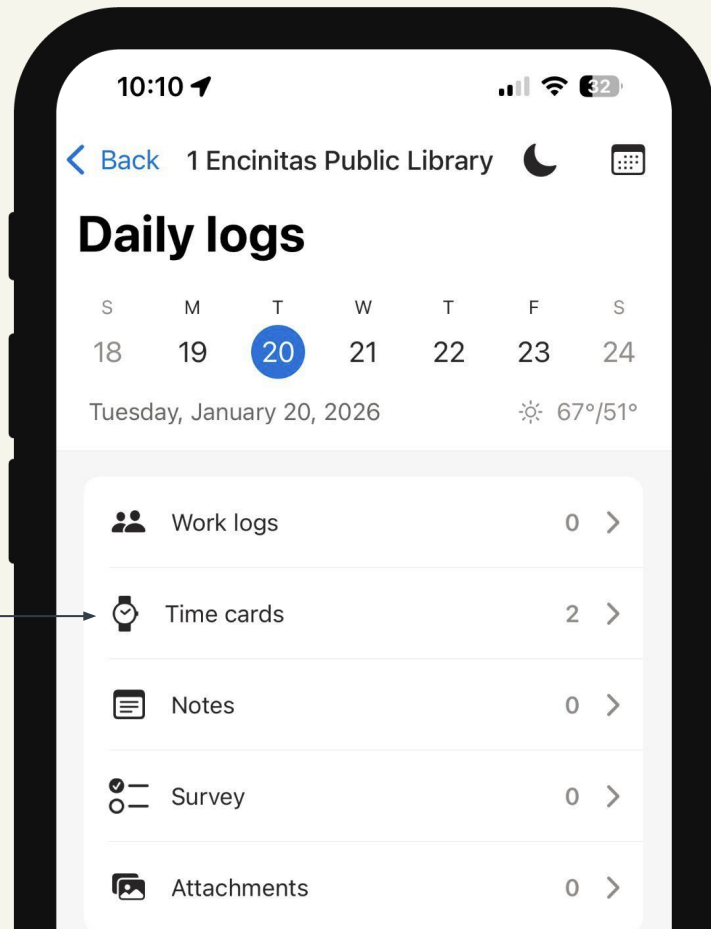 10:10 32
Back 1 Encinitas Public Library
Daily logs
S M T W T F S
18 19 20 21 22 23 24
Tuesday, January 20, 2026 67°/51°
Work logs 0
Time cards 2
Notes 0
Survey 0
Attachments 0